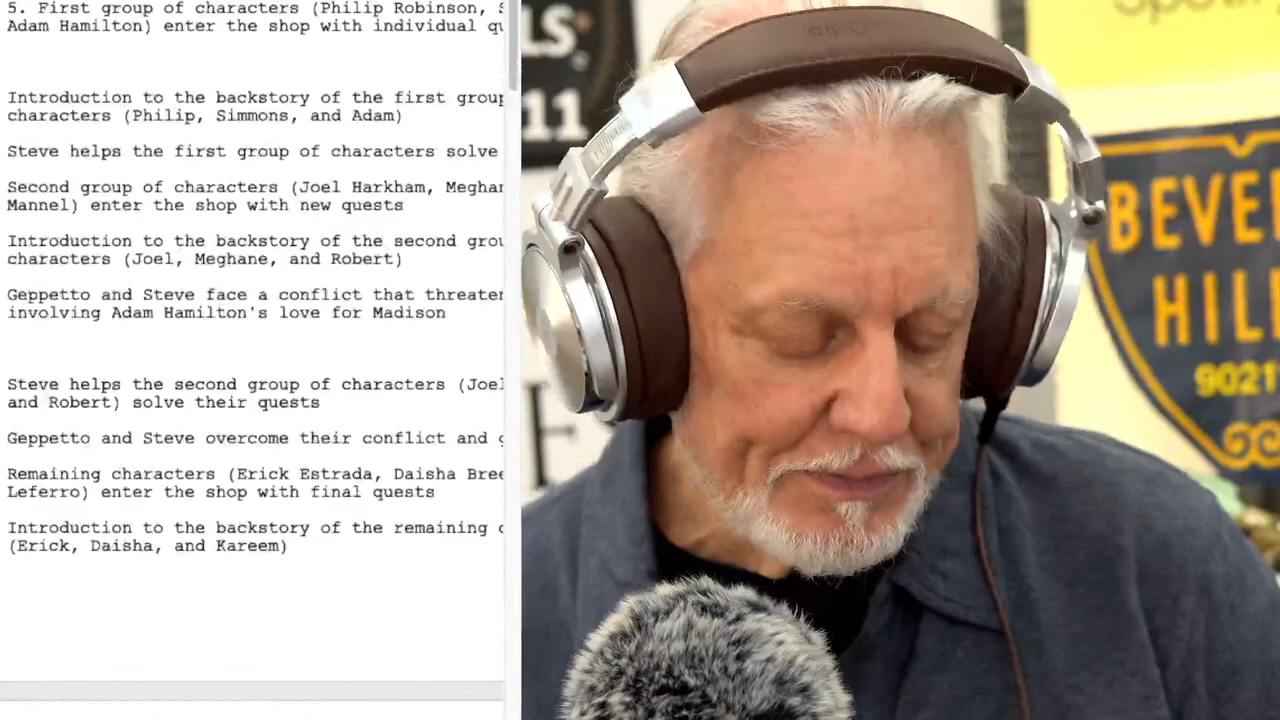 5. First group of characters (Philip Robinson,
Adam Hamilton) enter the shop with individual
Introduction to the backstory of the first group
characters (Philip, Simmons, and Adam)
Steve helps the first group of characters solve
Second group of characters (Joel Harkham, Meghan
Mannel) enter the shop with new quests
Introduction to the backstory of the second grou
characters (Joel, Meghane, and Robert)
Geppetto and Steve face a conflict that threaten
involving Adam Hamilton's love for Madison
Steve helps the second group of characters (Joel
and Robert) solve their quests
Geppetto and Steve overcome their conflict and
Remaining characters (Erick Estrada, Daisha Bree
Leferro) enter the shop with final quests
Introduction to the backstory of the remaining
(Erick, Daisha, and Kareem)
LS
11
BEVE
HIL
9021